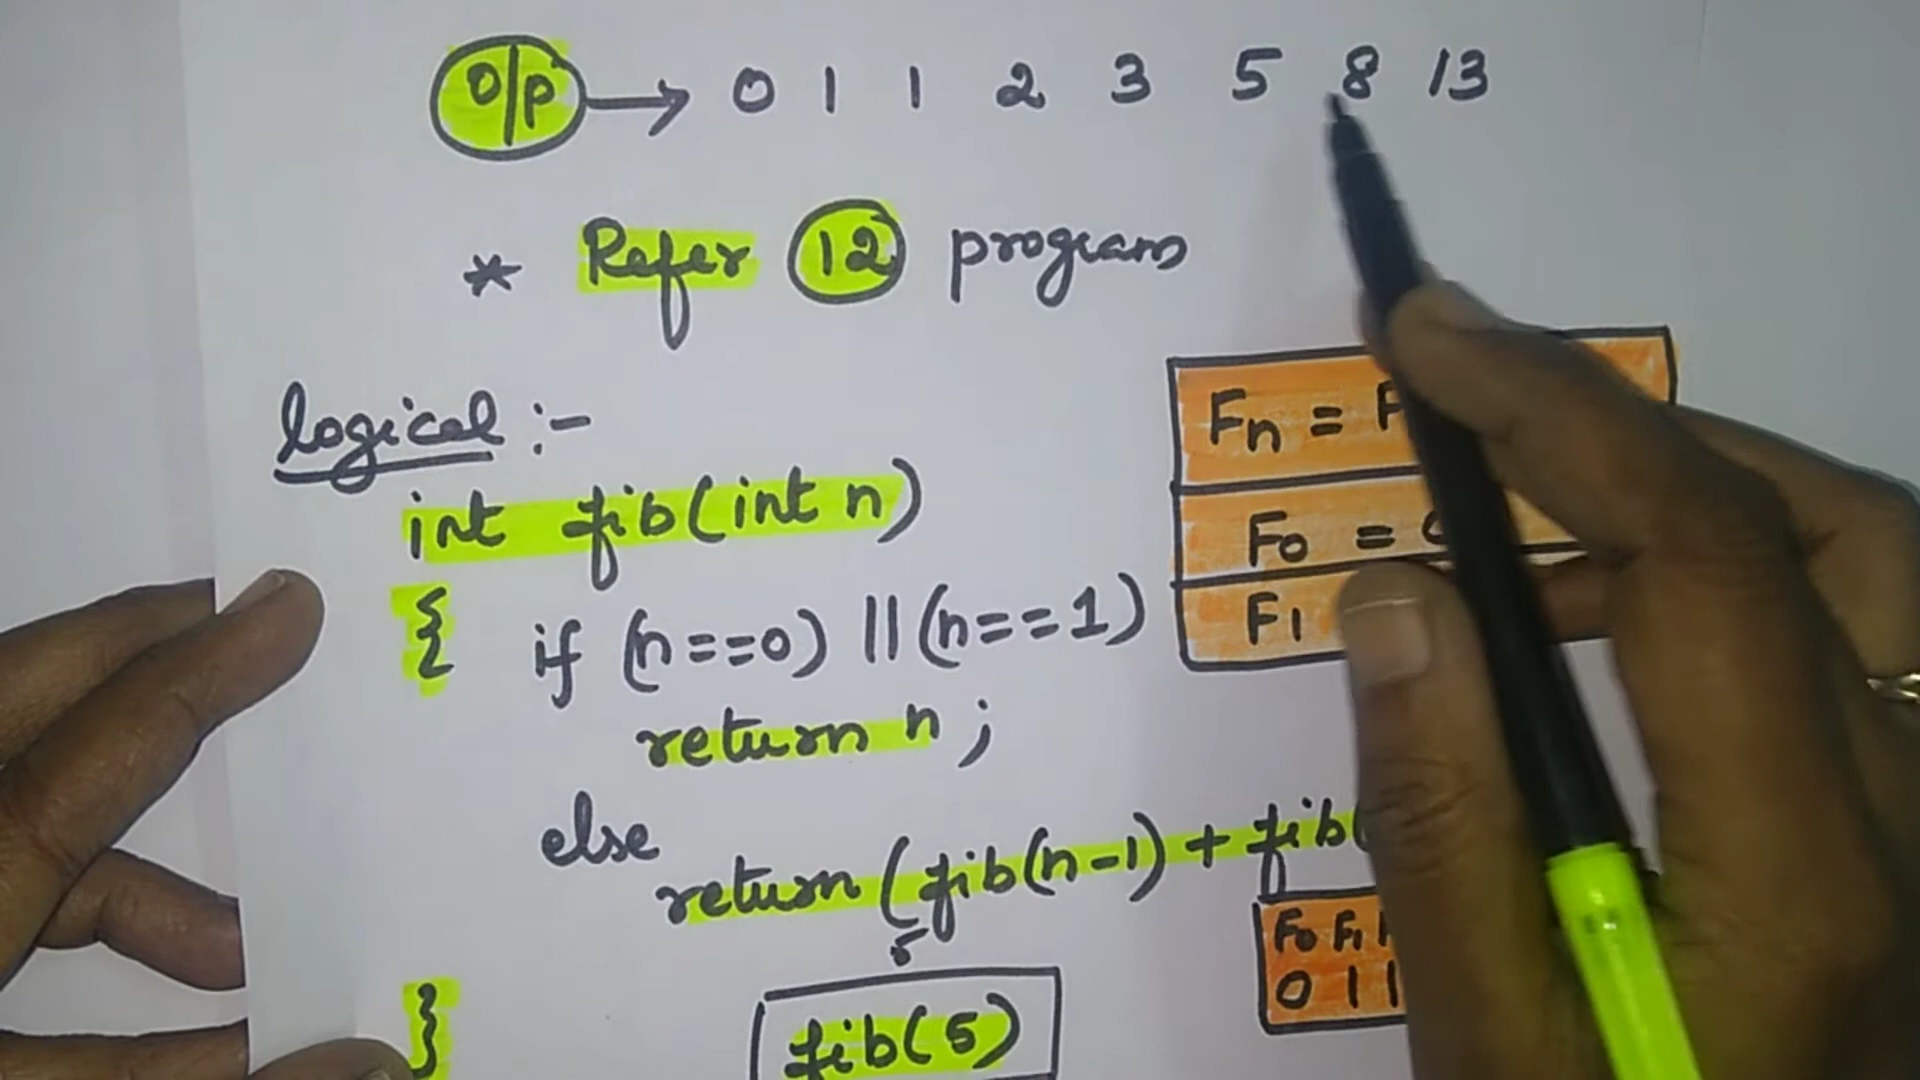 O/P → 0 1 1 2 3 5 8 13
* Refer 12 program
logical :-
int fib(int n)
{ if (n==0) || (n==1)
return n ;
else
return (fib(n-1) + fib(
5
}
fib(5)
Fn = F
F0 =
F1
F0 F1
0 1 1